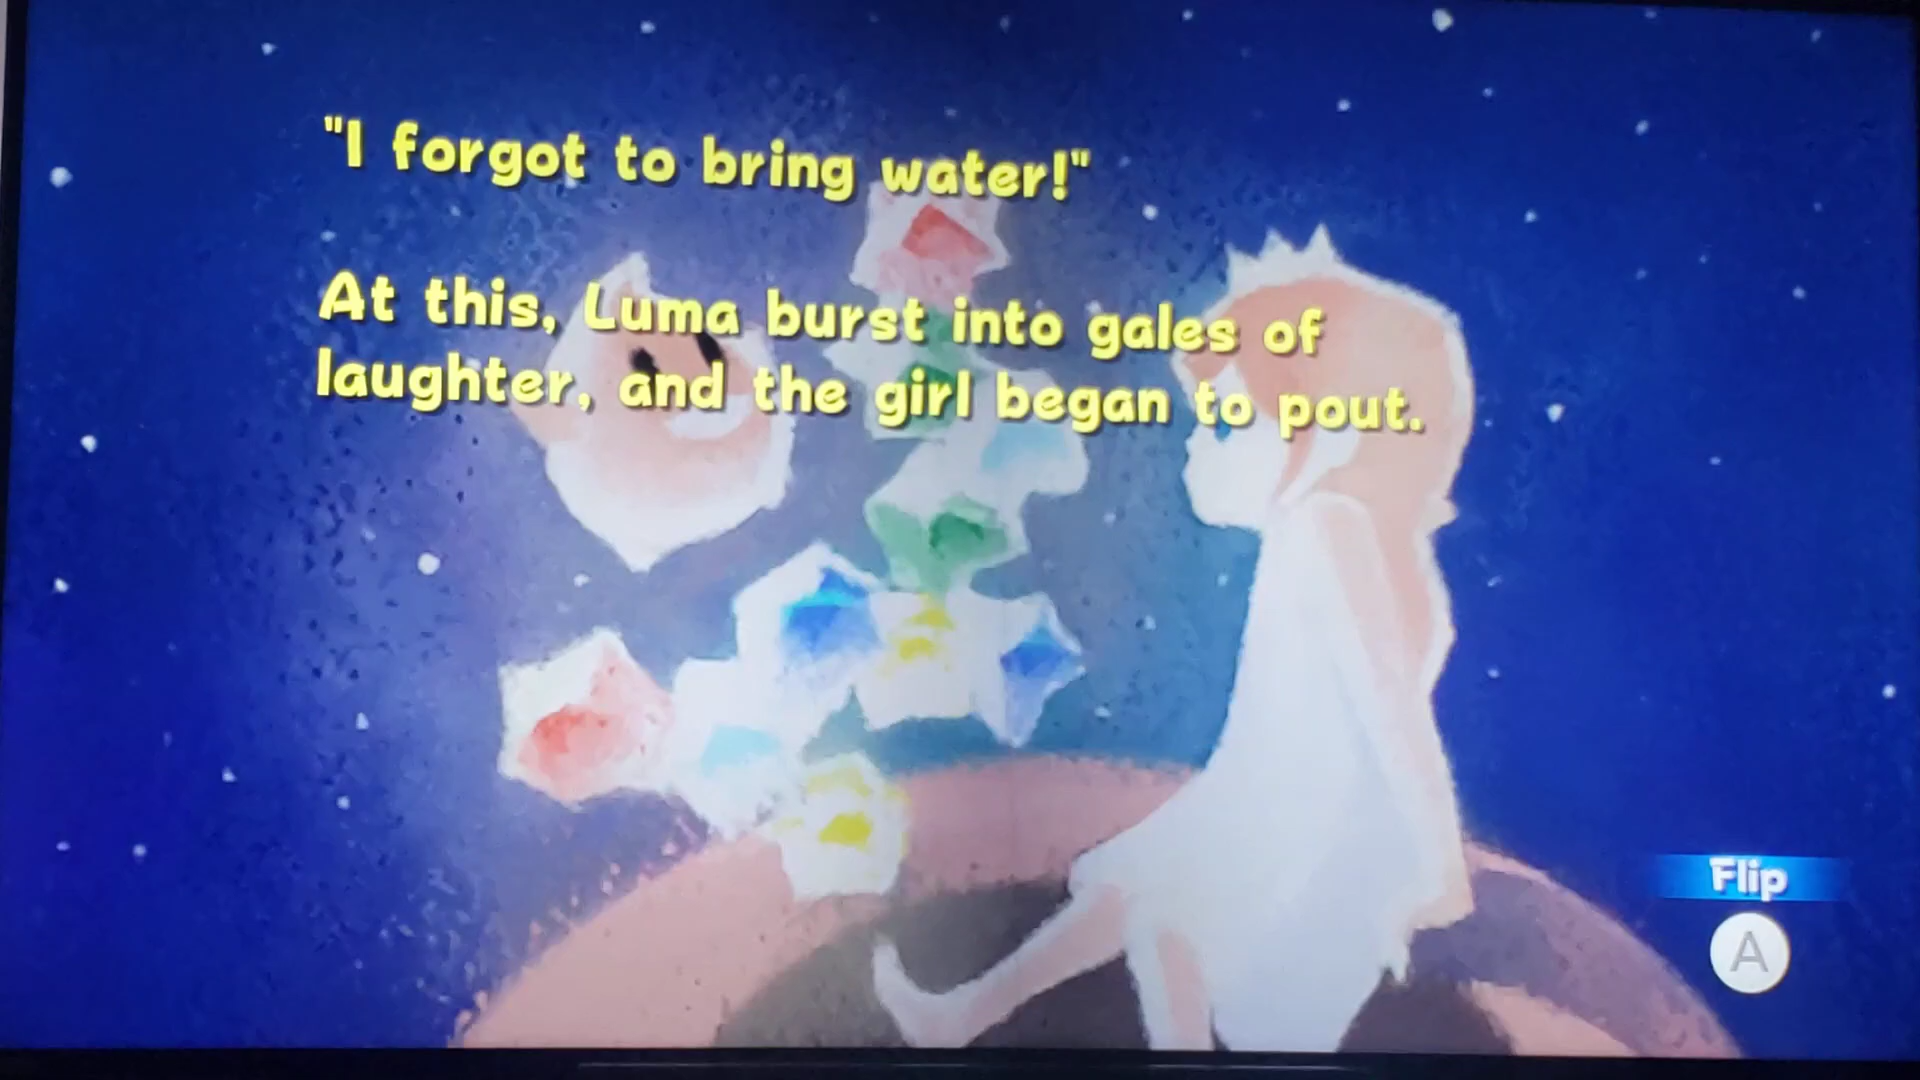 "I forgot to bring water!"
At this, Luma burst into gales of
laughter, and the girl began to pout.
Flip
A